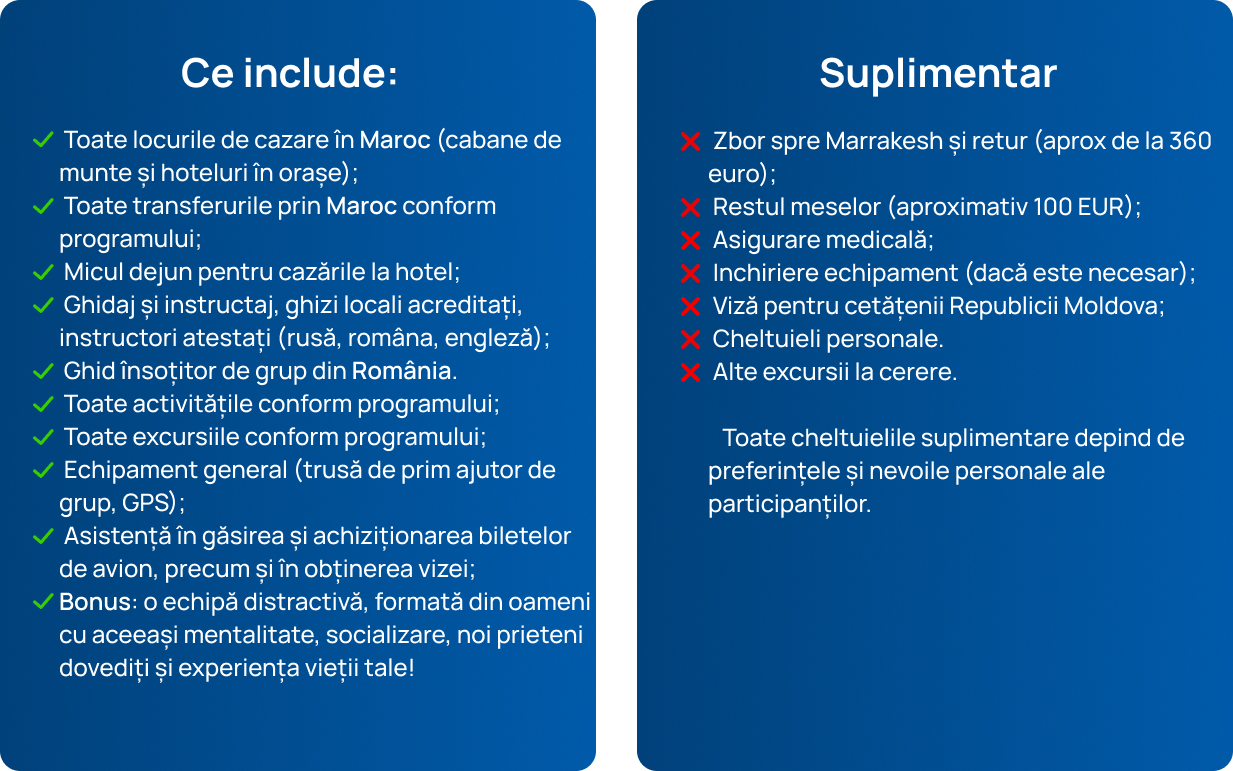 Ce include:
Toate locurile de cazare în Maroc (cabane de
munte și hoteluri în orașe);
Toate transferurile prin Maroc conform
programului;
Micul dejun pentru cazările la hotel;
Ghidaj și instructaj, ghizi locali acreditați,
instructori atestați (rusă, româna, engleză);
Ghid însoțitor de grup din România.
Toate activitățile conform programului;
Toate excursiile conform programului;
Echipament general (trusă de prim ajutor de
grup, GPS);
Asistență în găsirea și achiziționarea biletelor
de avion, precum și în obținerea vizei;
Bonus: o echipă distractivă, formată din oameni
cu aceeași mentalitate, socializare, noi prieteni
dovediți și experiența vieții tale!
Suplimentar
Zbor spre Marrakesh și retur (aprox de la 360
euro);
Restul meselor (aproximativ 100 EUR);
Asigurare medicală;
Inchiriere echipament (dacă este necesar);
Viză pentru cetățenii Republicii Moldova;
Cheltuieli personale.
Alte excursii la cerere.
Toate cheltuielile suplimentare depind de
preferințele și nevoile personale ale
participanților.